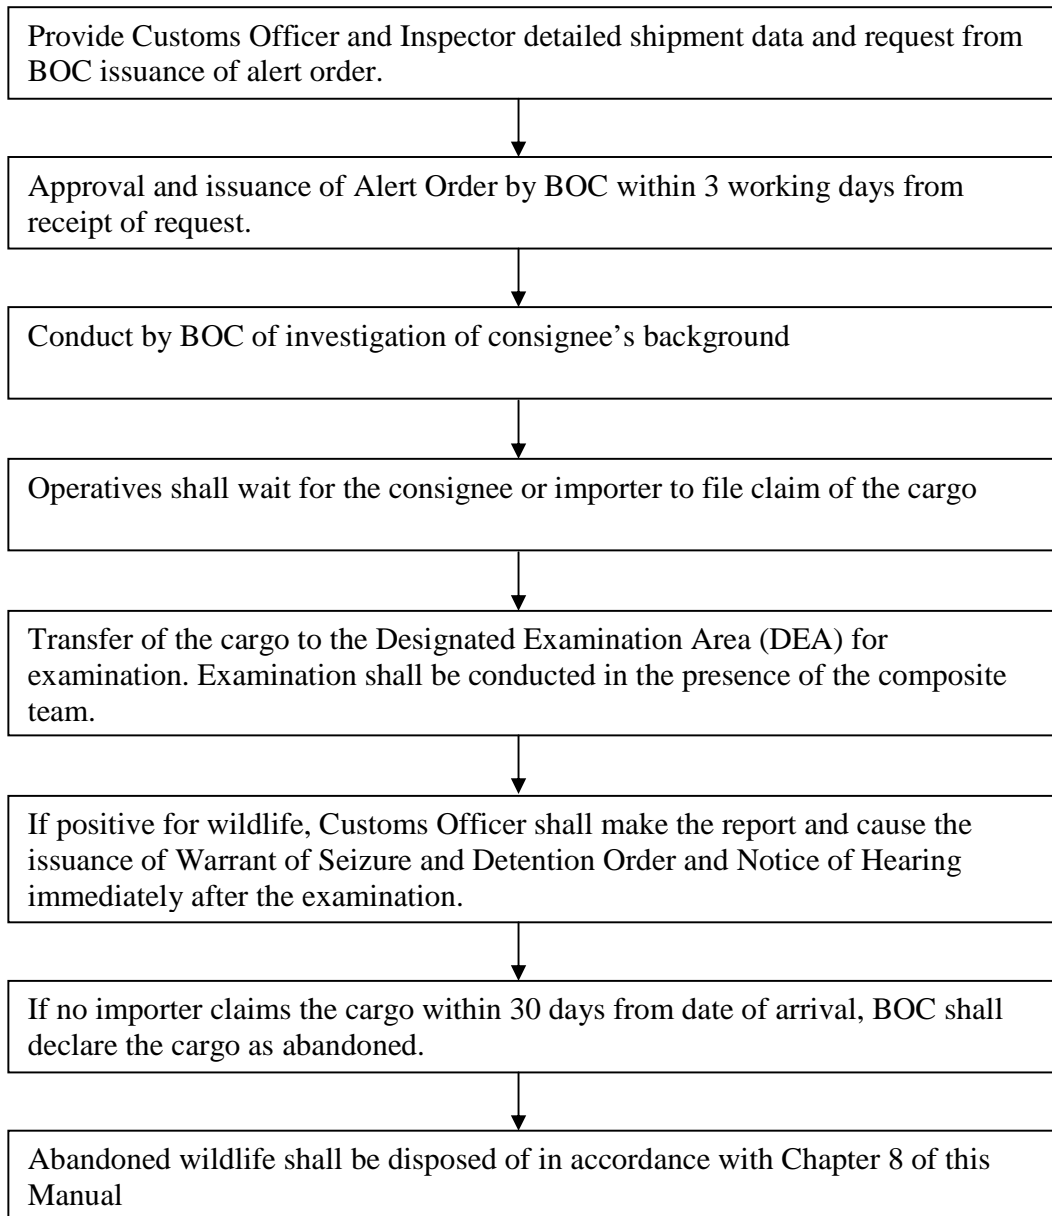 Provide Customs Officer and Inspector detailed shipment data and request from
BOC issuance of alert order.
Approval and issuance of Alert Order by BOC within 3 working days from
receipt of request.
Conduct by BOC of investigation of consignee’s background
Operatives shall wait for the consignee or importer to file claim of the cargo
Transfer of the cargo to the Designated Examination Area (DEA) for
examination. Examination shall be conducted in the presence of the composite
team.
If positive for wildlife, Customs Officer shall make the report and cause the
issuance of Warrant of Seizure and Detention Order and Notice of Hearing
immediately after the examination.
If no importer claims the cargo within 30 days from date of arrival, BOC shall
declare the cargo as abandoned.
Abandoned wildlife shall be disposed of in accordance with Chapter 8 of this
Manual